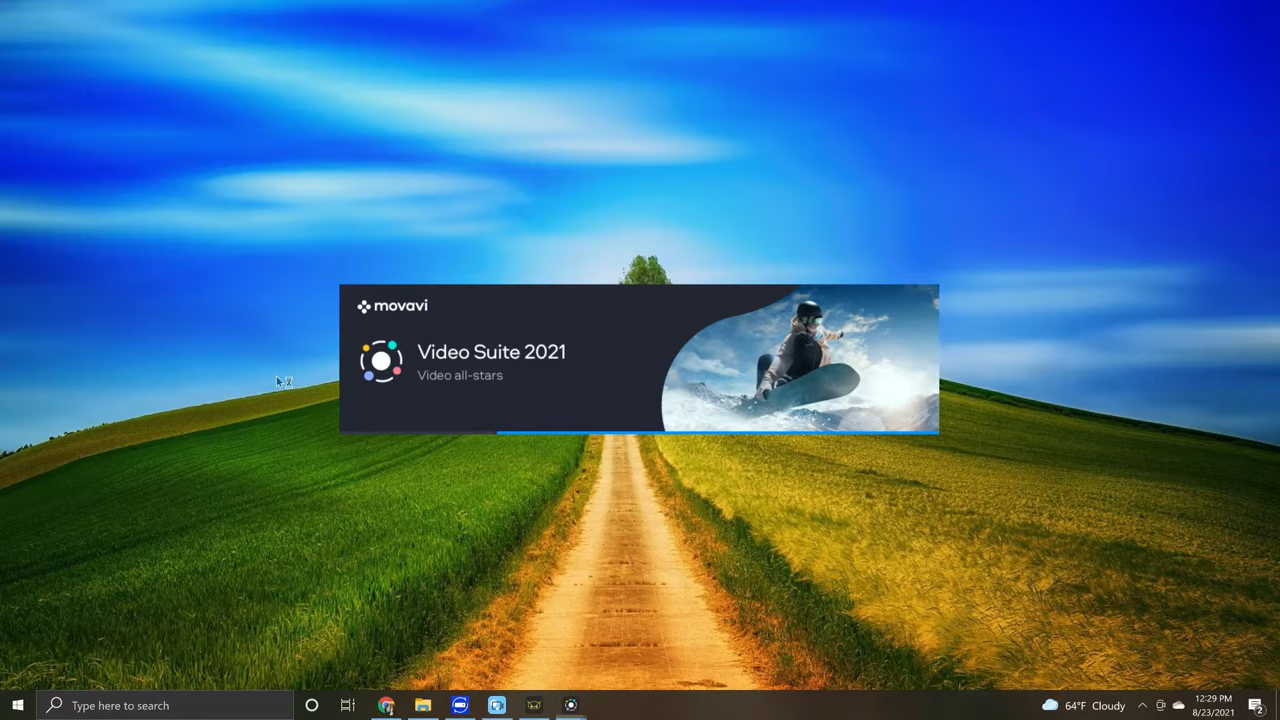 movavi
Video Suite 2021
Video all-stars
Type here to search
64°F Cloudy
12:29 PM
8/23/2021
2